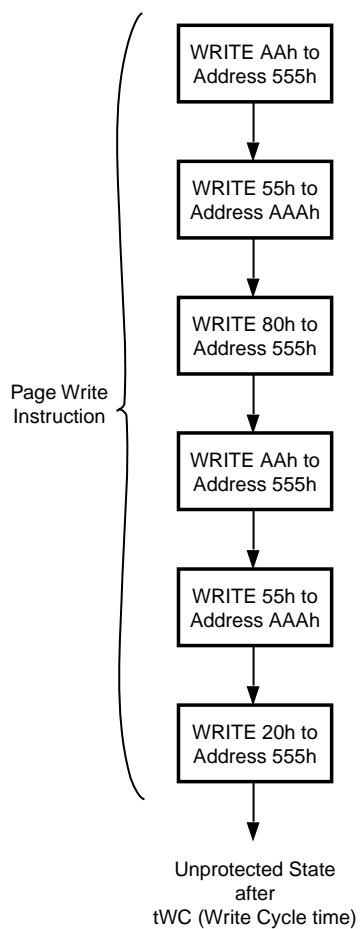 WRITE AAh to
Address 555h
WRITE 55h to
Address AAAh
WRITE 80h to
Address 555h
Page Write
Instruction
WRITE AAh to
Address 555h
WRITE 55h to
Address AAAh
WRITE 20h to
Address 555h
Unprotected State
after
tWC (Write Cycle time)